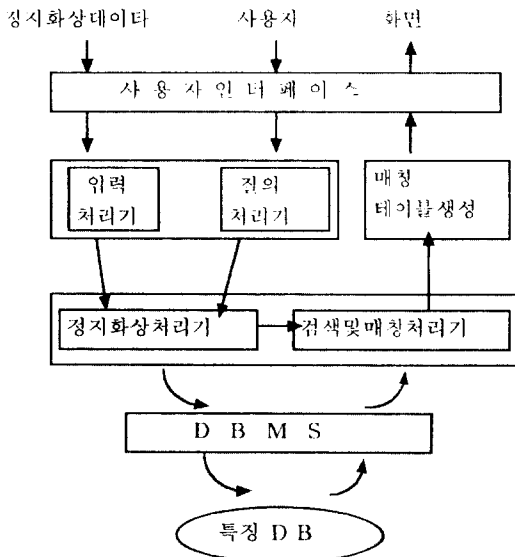 정지화상데이타 사용자 화면
사 용 자 인 터 페 이 스
입력
처리기
질의
처리기
매칭
테이블생성
정지화상처리기
검색및매칭처리기
D B M S
특징 D B